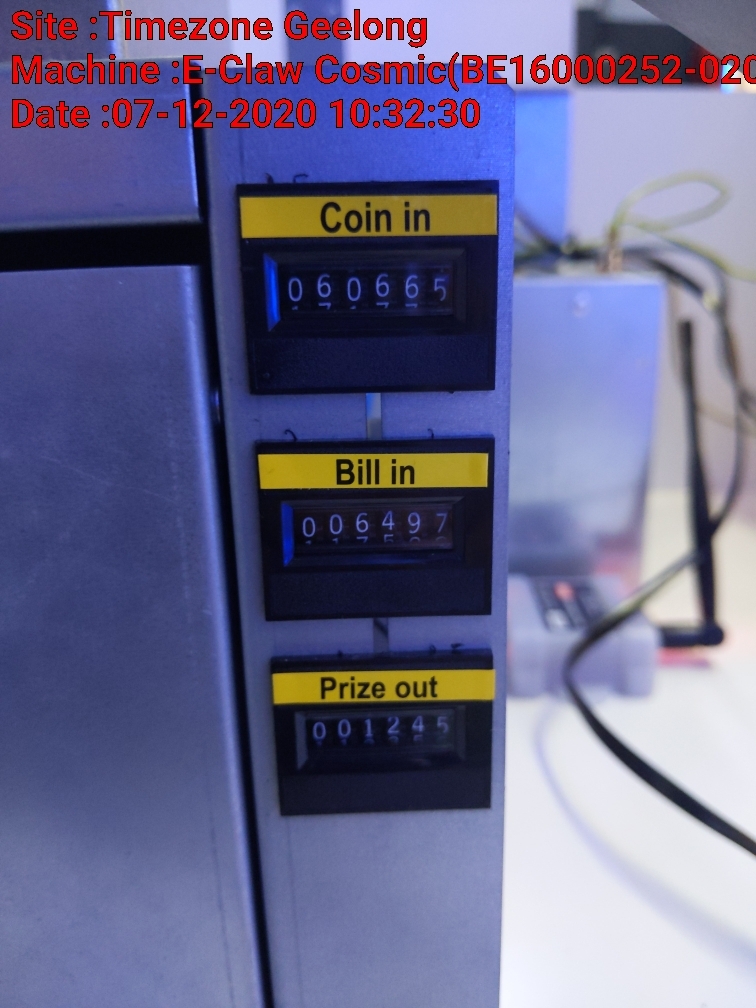 Site :Timezone Geelong
Machine :E-Claw Cosmic(BE16000252-020
Date :07-12-2020 10:32:30
Coin in
060665
Bill in
006497
Prize out
001245